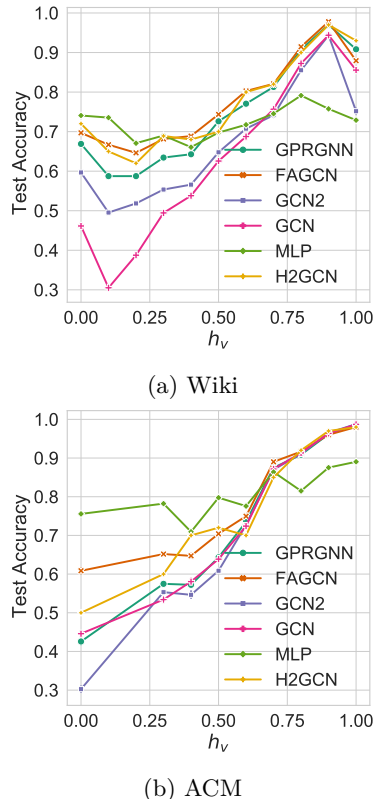 1.0
0.9
0.8
0.7
0.6
0.5
0.4
0.3
Test Accuracy
GPRGNN
FAGCN
GCN2
GCN
MLP
H2GCN
0.00 0.25 0.50 0.75 1.00
h_v
(a) Wiki
1.0
0.9
0.8
0.7
0.6
0.5
0.4
0.3
Test Accuracy
GPRGNN
FAGCN
GCN2
GCN
MLP
H2GCN
0.00 0.25 0.50 0.75 1.00
h_v
(b) ACM